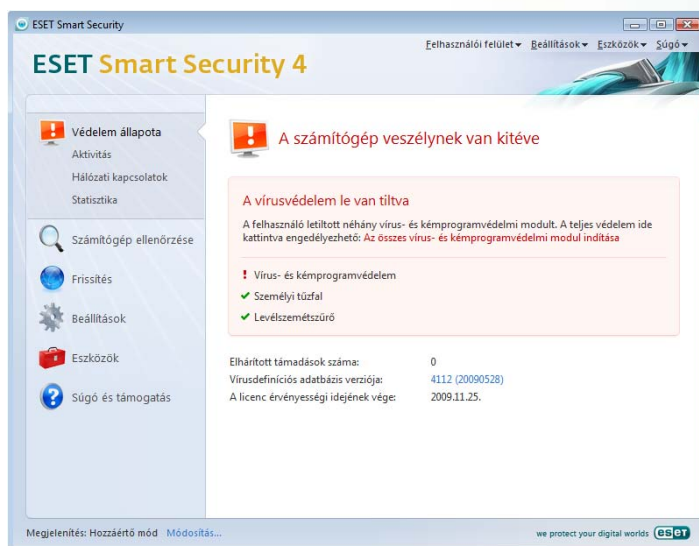 ESET Smart Security
Felhasználói felület Beállítások Eszközök Súgó
ESET Smart Security 4
Védelem állapota
Aktivitás
Hálózati kapcsolatok
Statisztika
Számítógép ellenőrzése
Frissítés
Beállítások
Eszközök
Súgó és támogatás
A számítógép veszélynek van kitéve
A vírusvédelem le van tiltva
A felhasználó letiltott néhány vírus- és kémprogramvédelmi modult. A teljes védelem ide
kattintva engedélyezhető: Az összes vírus- és kémprogramvédelmi modul indítása
Vírus- és kémprogramvédelem
Személyi tűzfal
Levélszemétszűrő
Elhárított támadások száma: 0
Vírusdefiníciós adatbázis verziója: 4112 (20090528)
A licenc érvényességi idejének vége: 2009.11.25.
Megjelenítés: Hozzáértő mód Módosítás...
we protect your digital worlds eset